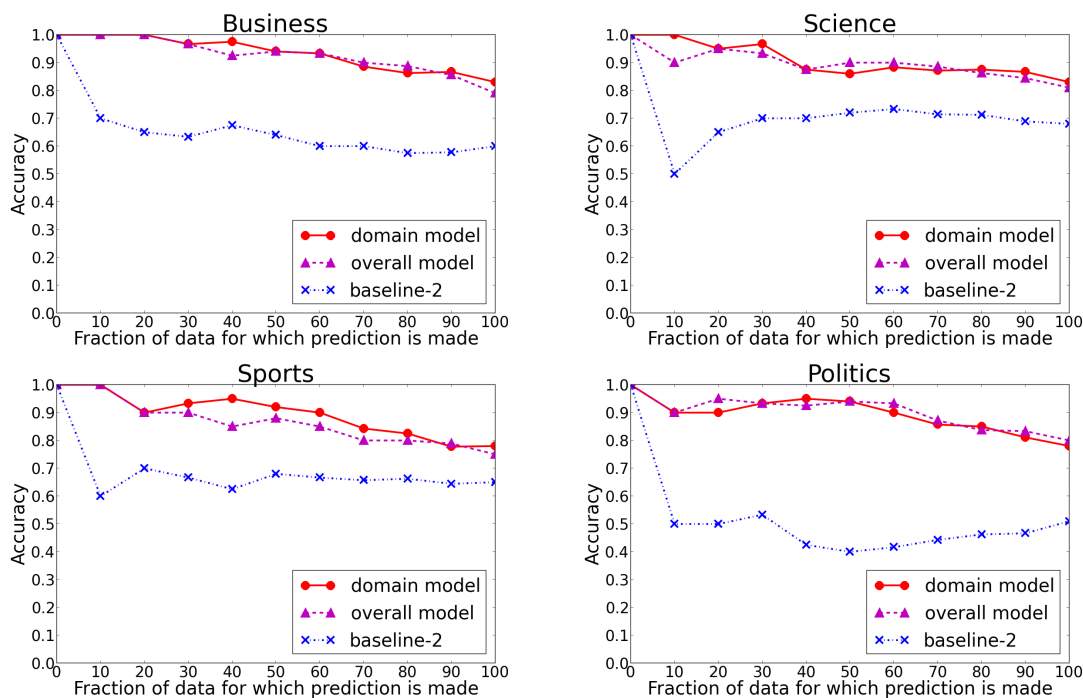 Business
Accuracy
1.0
0.9
0.8
0.7
0.6
0.5
0.4
0.3
0.2
0.1
0.0
domain model
overall model
baseline-2
0 10 20 30 40 50 60 70 80 90 100
Fraction of data for which prediction is made
Science
Accuracy
1.0
0.9
0.8
0.7
0.6
0.5
0.4
0.3
0.2
0.1
0.0
domain model
overall model
baseline-2
0 10 20 30 40 50 60 70 80 90 100
Fraction of data for which prediction is made
Sports
Accuracy
1.0
0.9
0.8
0.7
0.6
0.5
0.4
0.3
0.2
0.1
0.0
domain model
overall model
baseline-2
0 10 20 30 40 50 60 70 80 90 100
Fraction of data for which prediction is made
Politics
Accuracy
1.0
0.9
0.8
0.7
0.6
0.5
0.4
0.3
0.2
0.1
0.0
domain model
overall model
baseline-2
0 10 20 30 40 50 60 70 80 90 100
Fraction of data for which prediction is made